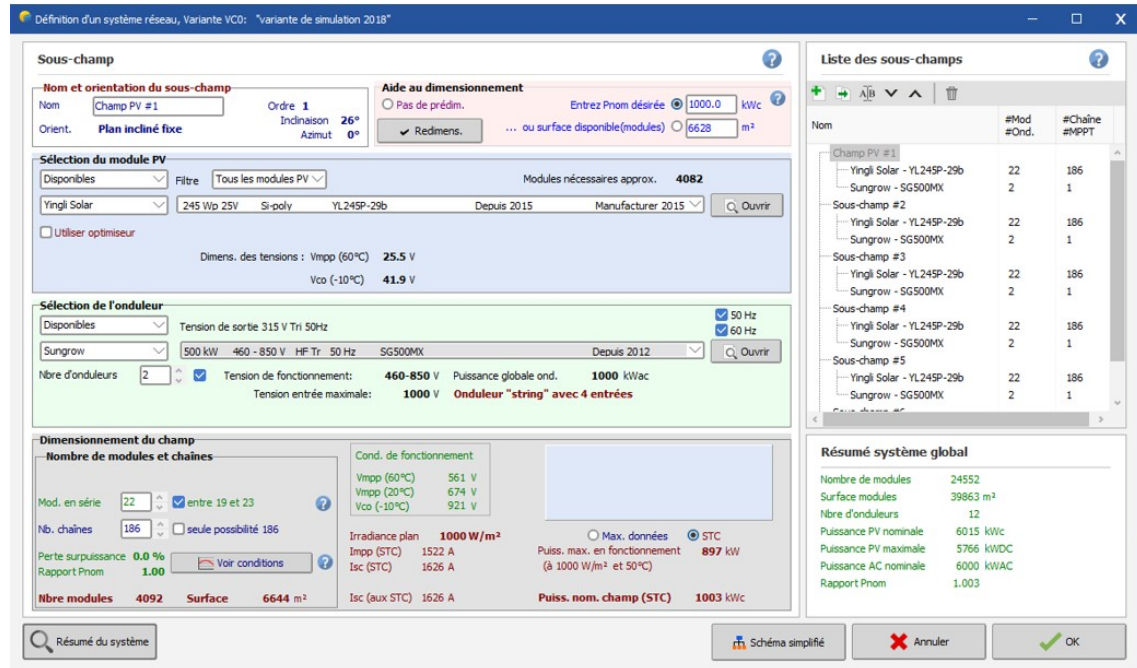 Définition d'un système réseau, Variante VC0: "variante de simulation 2018"
Sous-champ
Nom et orientation du sous-champ
Nom Champ PV #1 Ordre 1
Inclinaison 26°
Orient. Plan incliné fixe Azimut 0°
Aide au dimensionnement
Pas de prédim. Entrez Pnom désirée 1000.0 kWc
Redimens. ... ou surface disponible(modules) 6628 m²
Sélection du module PV
Disponibles Filtre Tous les modules PV Modules nécessaires approx. 4082
Yingli Solar 245 Wp 25V Si-poly YL245P-29b Depuis 2015 Manufacturer 2015 Ouvrir
Utiliser optimiseur
Dimens. des tensions : Vmpp (60°C) 25.5 V
Vco (-10°C) 41.9 V
Sélection de l'onduleur
Disponibles Tension de sortie 315 V Tri 50Hz 50 Hz
60 Hz
Sungrow 500 kW 460 - 850 V HF Tr 50 Hz SG500MX Depuis 2012 Ouvrir
Nbre d'onduleurs 2 Tension de fonctionnement: 460-850 V Puissance globale ond. 1000 kWac
Tension entrée maximale: 1000 V Onduleur "string" avec 4 entrées
Dimensionnement du champ
Nombre de modules et chaînes
Mod. en série 22 entre 19 et 23
Nb. chaînes 186 seule possibilité 186
Perte surpuissance 0.0 %
Rapport Pnom 1.00
Voir conditions
Nbre modules 4092 Surface 6644 m²
Cond. de fonctionnement
Vmpp (60°C) 561 V
Vmpp (20°C) 674 V
Vco (-10°C) 921 V
Irradiance plan 1000 W/m²
Impp (STC) 1522 A
Isc (STC) 1626 A
Isc (aux STC) 1626 A
Max. données STC
Puiss. max. en fonctionnement 897 kW
(à 1000 W/m² et 50°C)
Puiss. nom. champ (STC) 1003 kWc
Liste des sous-champs
Nom #Mod #Chaîne
#Ond. #MPPT
Champ PV #1
Yingli Solar - YL245P-29b 22 186
Sungrow - SG500MX 2 1
Sous-champ #2
Yingli Solar - YL245P-29b 22 186
Sungrow - SG500MX 2 1
Sous-champ #3
Yingli Solar - YL245P-29b 22 186
Sungrow - SG500MX 2 1
Sous-champ #4
Yingli Solar - YL245P-29b 22 186
Sungrow - SG500MX 2 1
Sous-champ #5
Yingli Solar - YL245P-29b 22 186
Sungrow - SG500MX 2 1
Résumé système global
Nombre de modules 24552
Surface modules 39863 m²
Nbre d'onduleurs 12
Puissance PV nominale 6015 kWc
Puissance PV maximale 5766 kWDC
Puissance AC nominale 6000 kWAC
Rapport Pnom 1.003
Résumé du système Schéma simplifié Annuler OK